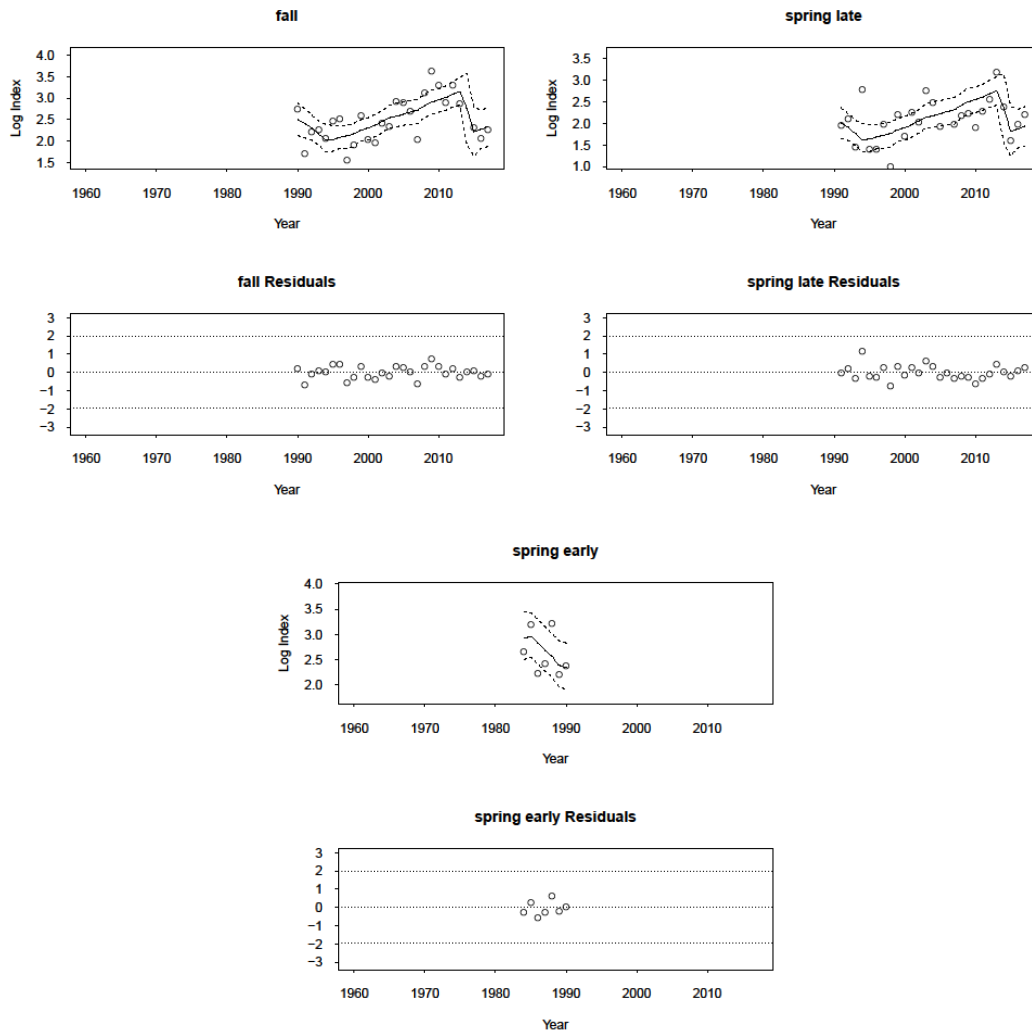 fall
4.0
3.5
3.0
2.5
2.0
1.5
Log Index
1960 1970 1980 1990 2000 2010
Year
spring late
3.5
3.0
2.5
2.0
1.5
1.0
Log Index
1960 1970 1980 1990 2000 2010
Year
fall Residuals
3
2
1
0
−1
−2
−3
1960 1970 1980 1990 2000 2010
Year
spring late Residuals
3
2
1
0
−1
−2
−3
1960 1970 1980 1990 2000 2010
Year
spring early
4.0
3.5
3.0
2.5
2.0
Log Index
1960 1970 1980 1990 2000 2010
Year
spring early Residuals
3
2
1
0
−1
−2
−3
1960 1970 1980 1990 2000 2010
Year